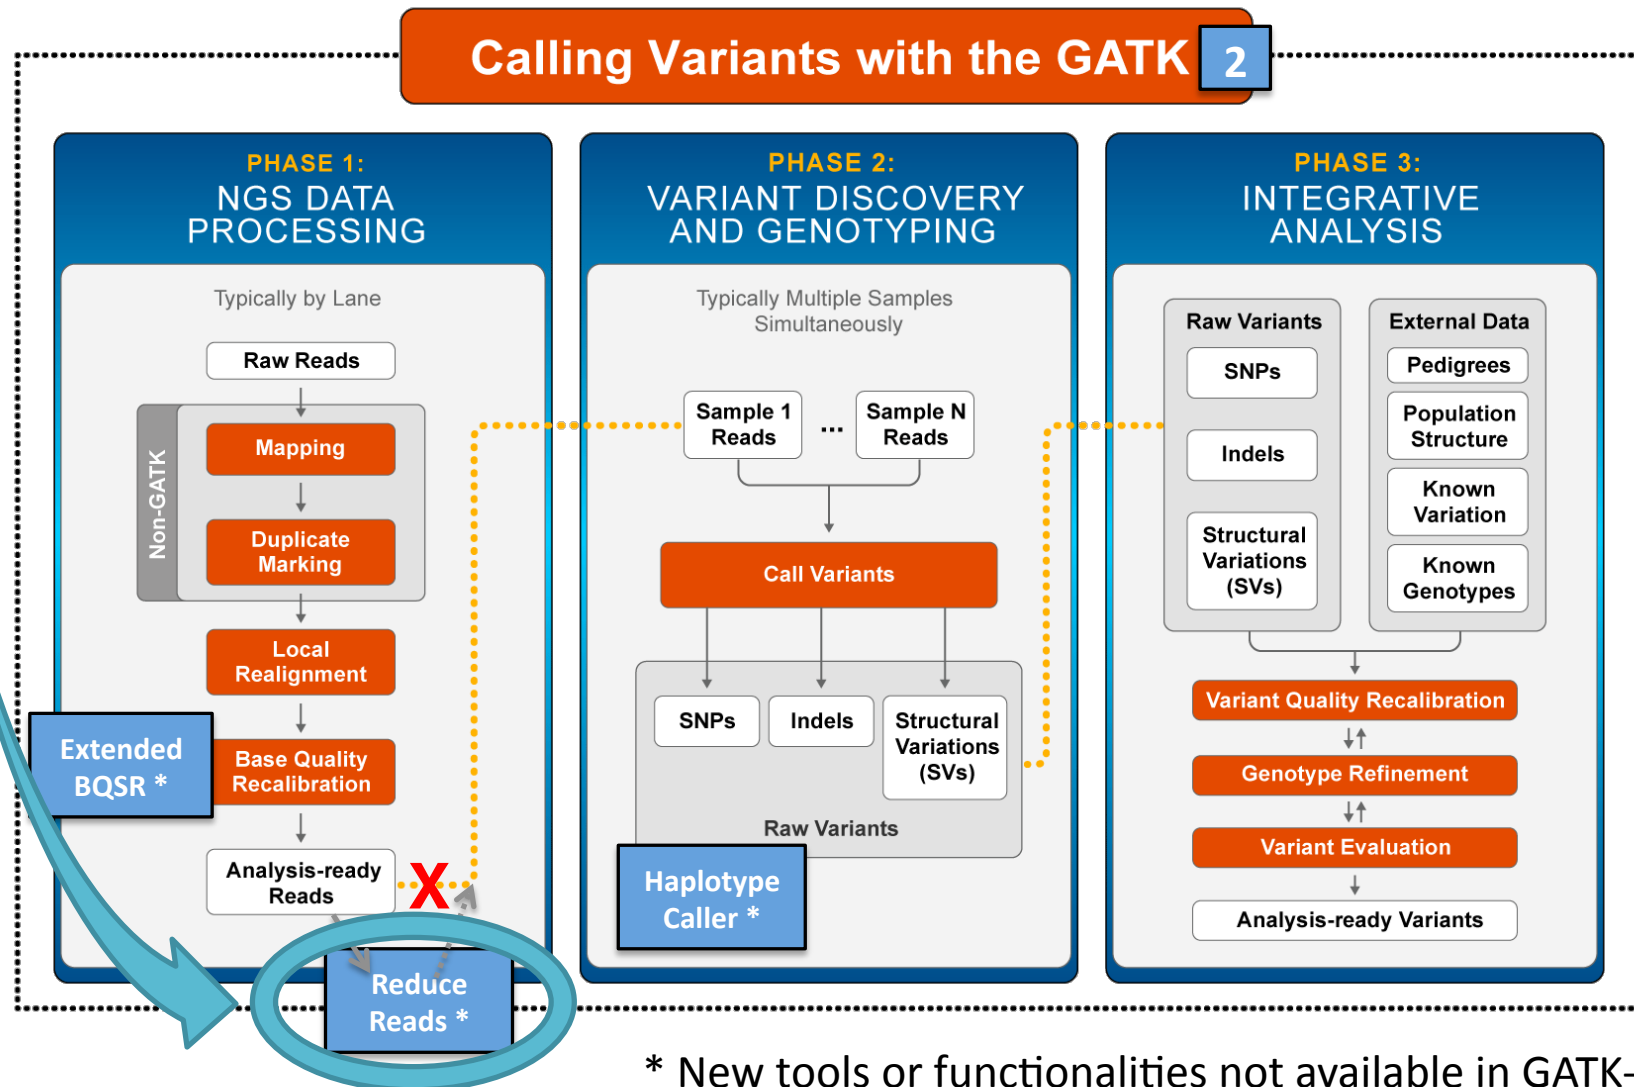 Calling Variants with the GATK 2
PHASE 1:
NGS DATA
PROCESSING
Typically by Lane
Raw Reads
Non-GATK
Mapping
Duplicate
Marking
Local
Realignment
Extended
BQSR *
Base Quality
Recalibration
Analysis-ready
Reads
X
Reduce
Reads *
PHASE 2:
VARIANT DISCOVERY
AND GENOTYPING
Typically Multiple Samples
Simultaneously
Sample 1
Reads
...
Sample N
Reads
Call Variants
SNPs
Indels
Structural
Variations
(SVs)
Raw Variants
Haplotype
Caller *
PHASE 3:
INTEGRATIVE
ANALYSIS
Raw Variants
SNPs
Indels
Structural
Variations
(SVs)
External Data
Pedigrees
Population
Structure
Known
Variation
Known
Genotypes
Variant Quality Recalibration
Genotype Refinement
Variant Evaluation
Analysis-ready Variants
* New tools or functionalities not available in GATK-